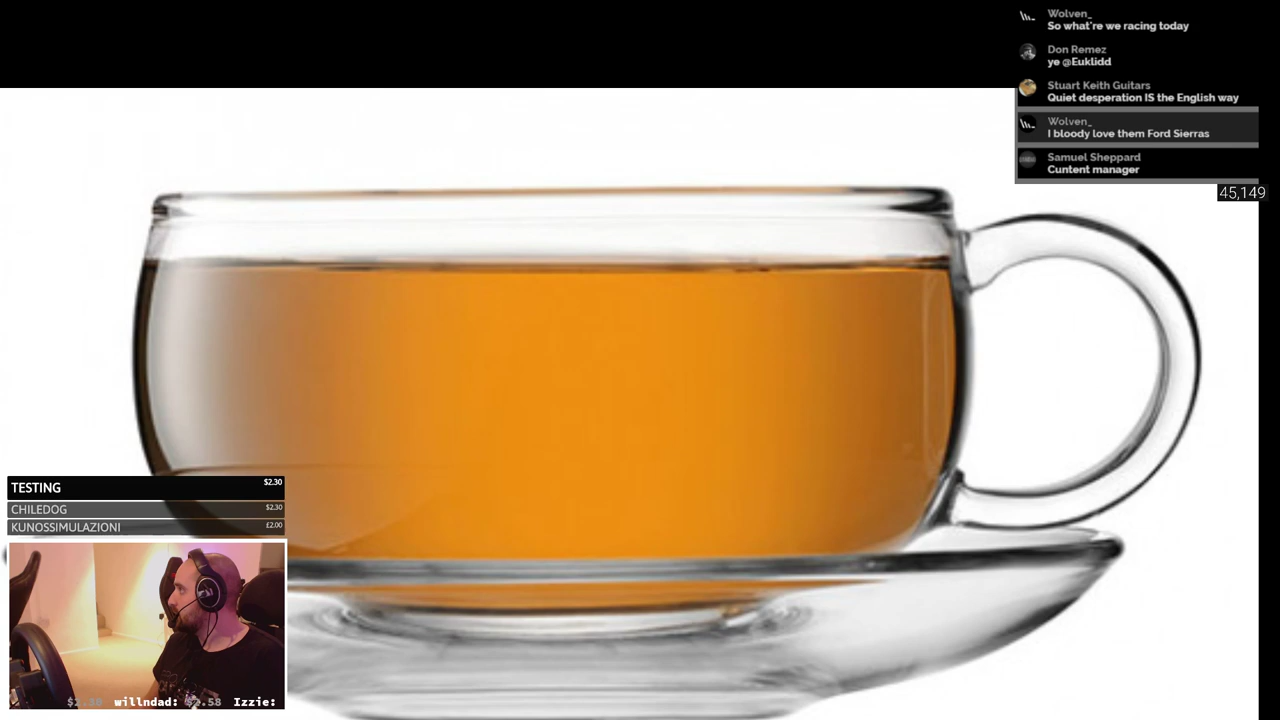 Wolven_
So what're we racing today
Don Remez
ye @Euklidd
Stuart Keith Guitars
Quiet desperation IS the English way
Wolven_
I bloody love them Ford Sierras
Samuel Sheppard
Cuntent manager
45,149
TESTING $2.30
CHILEDOG $2.30
KUNOSSIMULAZIONI £2.00
willndad: $2.58 Izzie: